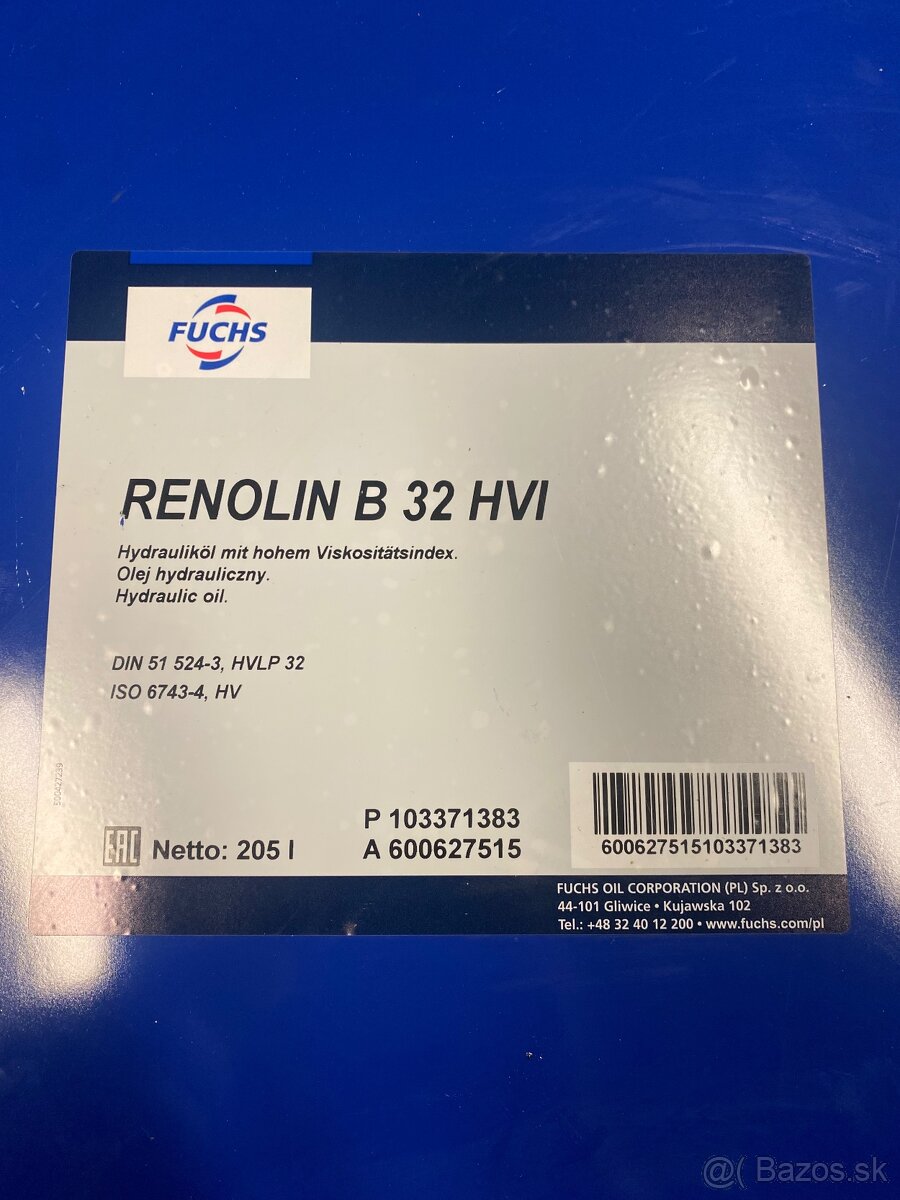 FUCHS
RENOLIN B 32 HVI
Hydrauliköl mit hohem Viskositätsindex.
Olej hydrauliczny.
Hydraulic oil.
DIN 51 524-3, HVLP 32
ISO 6743-4, HV
500427239
EAC
Netto: 205 l
P 103371383
A 600627515
600627515103371383
FUCHS OIL CORPORATION (PL) Sp. z o.o.
44-101 Gliwice • Kujawska 102
Tel.: +48 32 40 12 200 • www.fuchs.com/pl
@( Bazos.sk